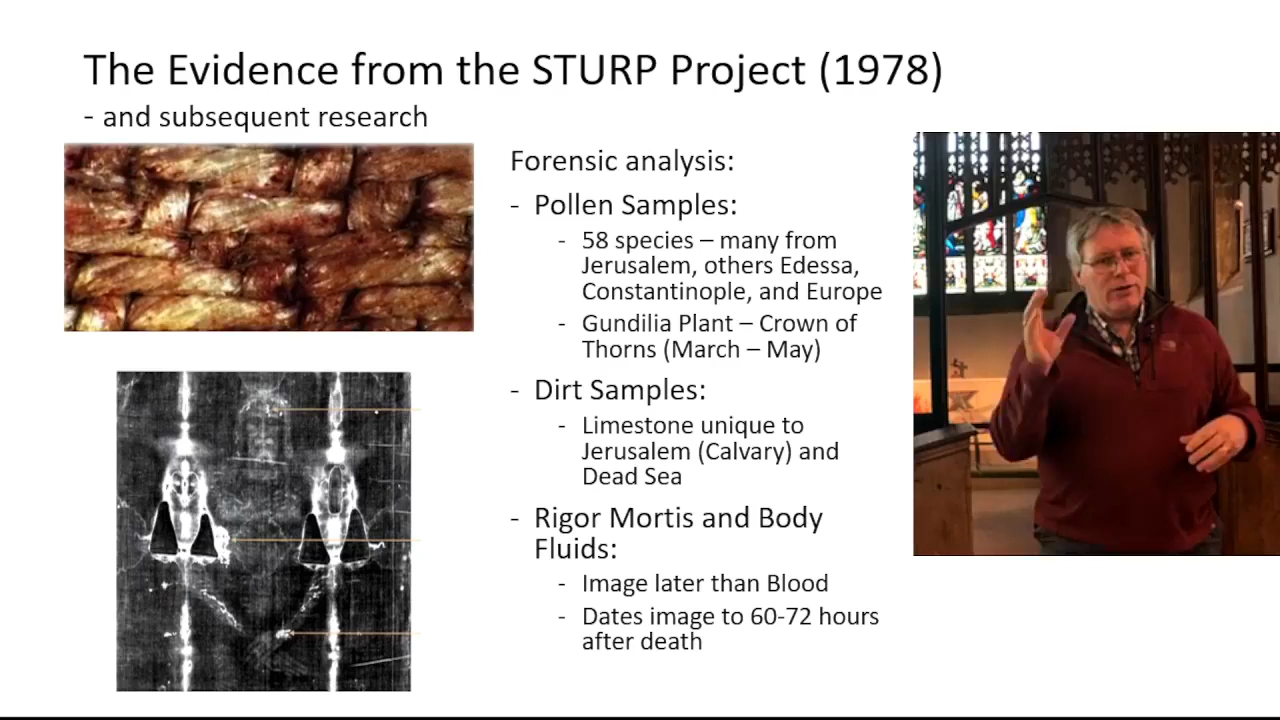 The Evidence from the STURP Project (1978)
- and subsequent research
Forensic analysis:
- Pollen Samples:
- 58 species – many from
Jerusalem, others Edessa,
Constantinople, and Europe
- Gundilia Plant – Crown of
Thorns (March – May)
- Dirt Samples:
- Limestone unique to
Jerusalem (Calvary) and
Dead Sea
- Rigor Mortis and Body
Fluids:
- Image later than Blood
- Dates image to 60-72 hours
after death